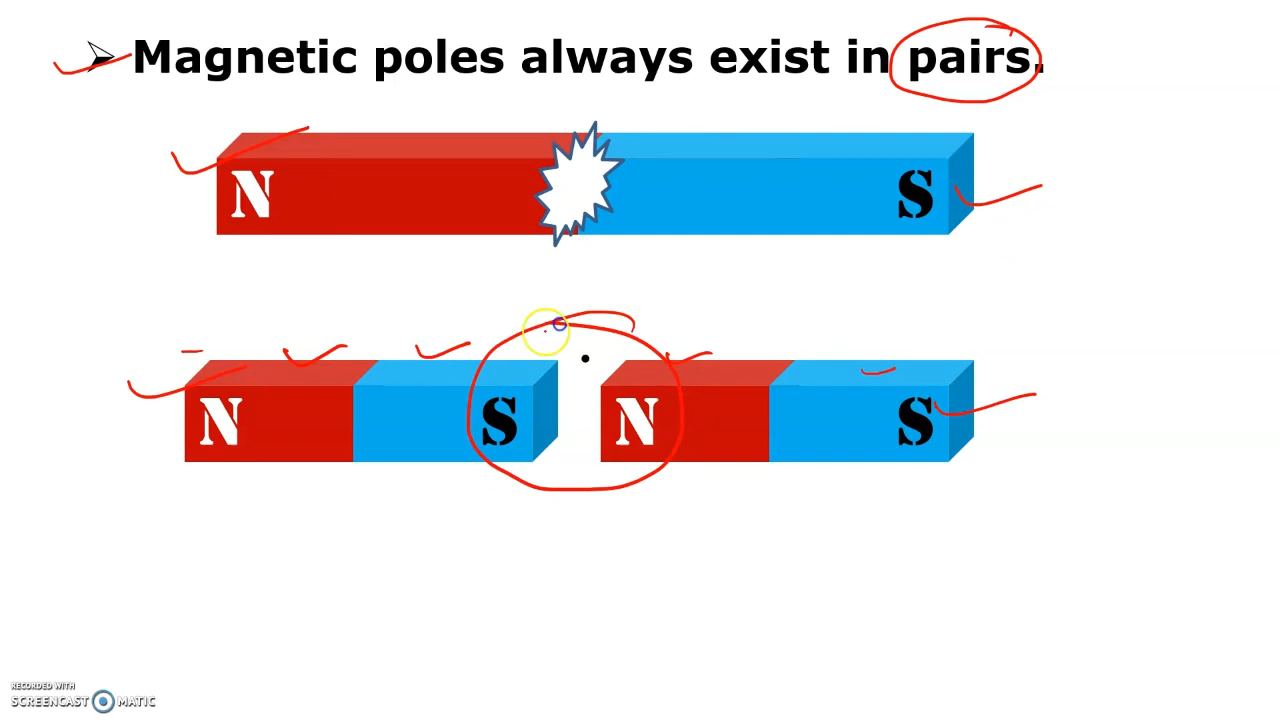 Magnetic poles always exist in pairs.
N S
N S N S
RECORDED WITH
SCREENCAST MATIC